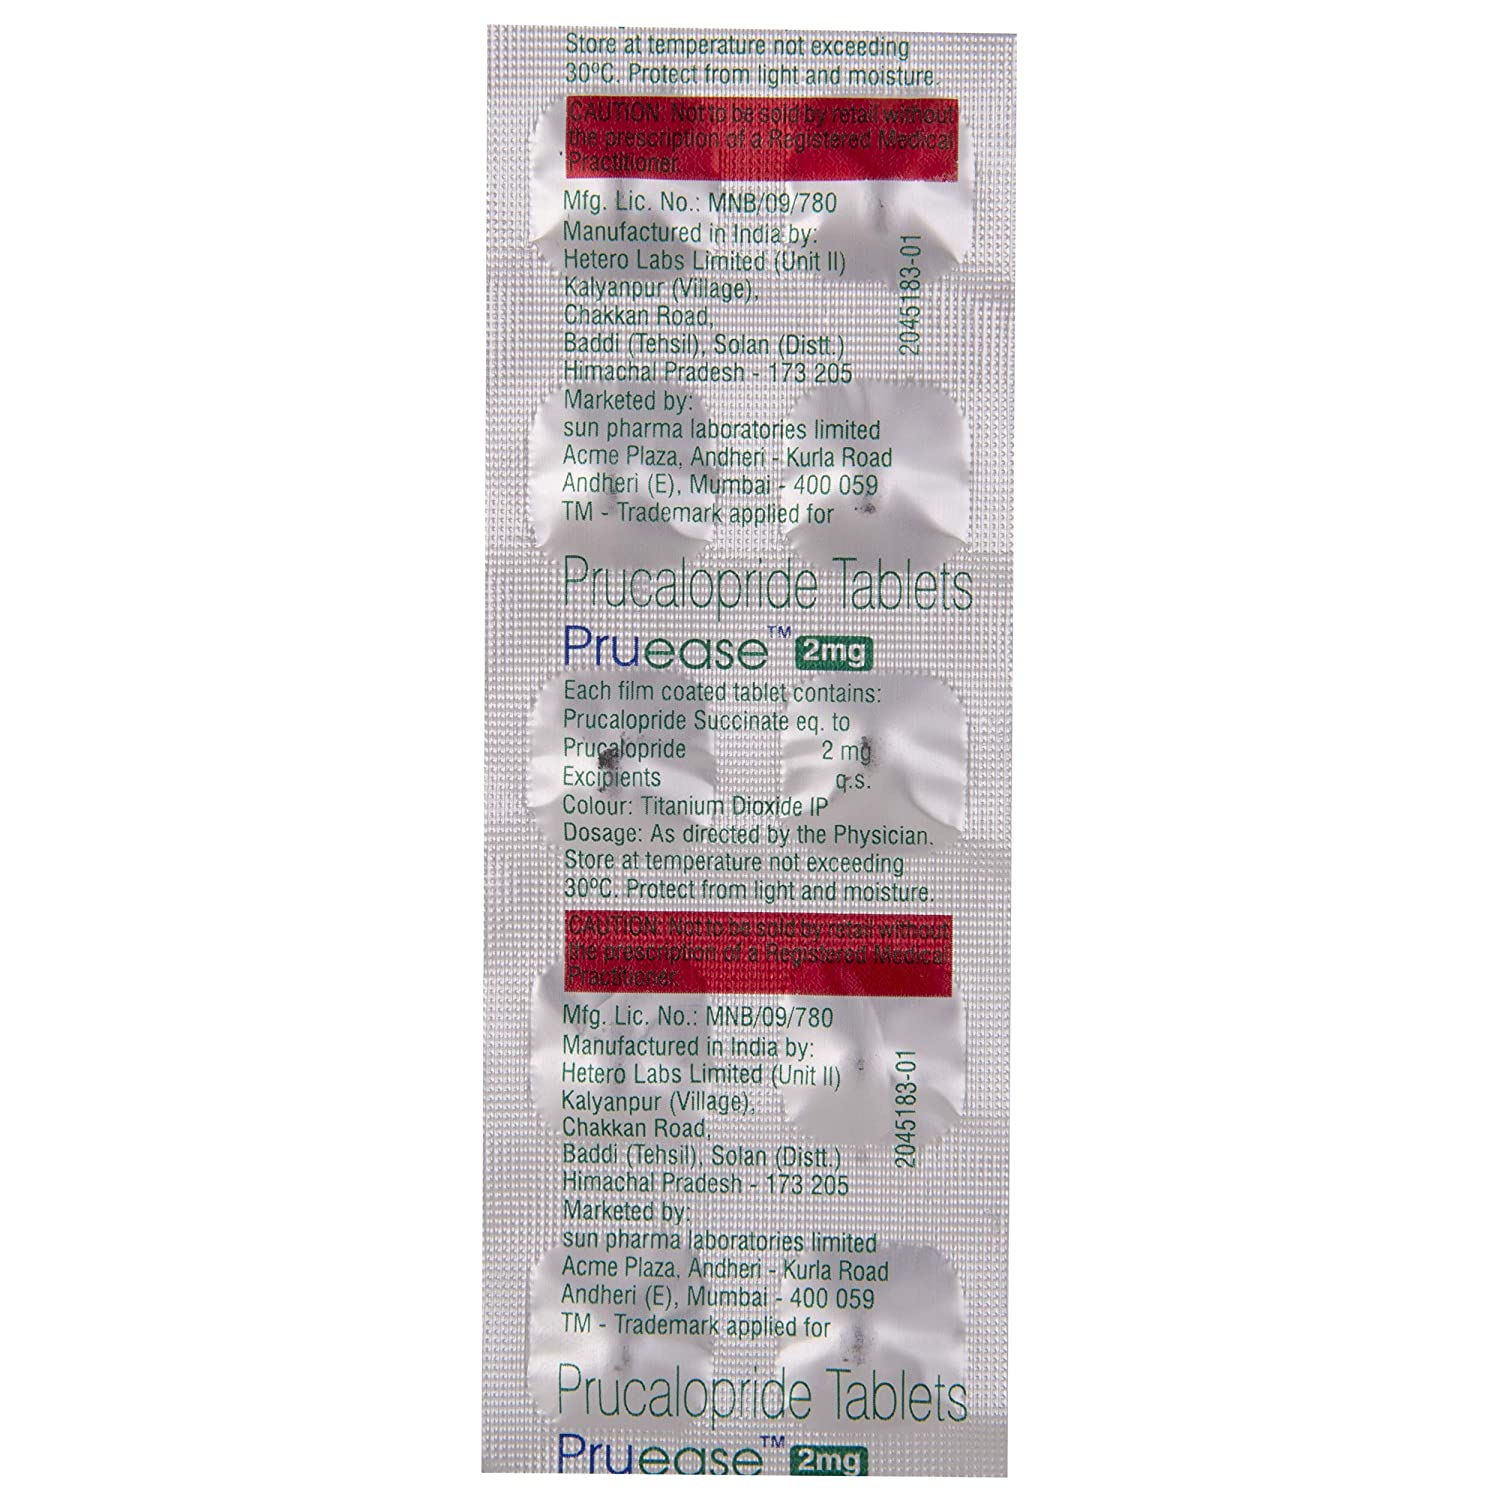 Store at temperature not exceeding
30ºC. Protect from light and moisture.
CAUTION: Not to be sold by retail without
the prescription of a Registered Medical
Practitioner.
Mfg. Lic. No.: MNB/09/780
Manufactured in India by:
Hetero Labs Limited (Unit II)
Kalyanpur (Village),
Chakkan Road,
Baddi (Tehsil), Solan (Distt.)
Himachal Pradesh - 173 205
2045183-01
Marketed by:
sun pharma laboratories limited
Acme Plaza, Andheri - Kurla Road
Andheri (E), Mumbai - 400 059
TM - Trademark applied for
Prucalopride Tablets
Pruease™ 2mg
Each film coated tablet contains:
Prucalopride Succinate eq. to
Prucalopride 2 mg
Excipients q.s.
Colour: Titanium Dioxide IP
Dosage: As directed by the Physician.
Store at temperature not exceeding
30ºC. Protect from light and moisture.
CAUTION: Not to be sold by retail without
the prescription of a Registered Medical
Practitioner.
Mfg. Lic. No.: MNB/09/780
Manufactured in India by:
Hetero Labs Limited (Unit II)
Kalyanpur (Village),
Chakkan Road,
Baddi (Tehsil), Solan (Distt.)
Himachal Pradesh - 173 205
2045183-01
Marketed by:
sun pharma laboratories limited
Acme Plaza, Andheri - Kurla Road
Andheri (E), Mumbai - 400 059
TM - Trademark applied for
Prucalopride Tablets
Pruease™ 2mg